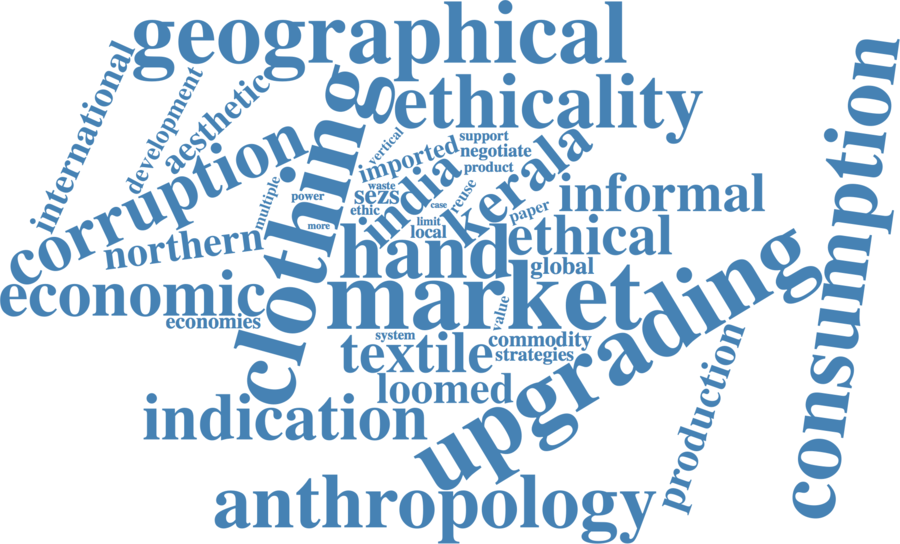 geographical
international
development
aesthetic
clothing
ethicality
consumption
corruption
vertical
support
imported
negotiate
product
india
kerala
waste
sezs
reuse
multiple
power
informal
ethic
case
paper
more
limit
local
northern
hand
ethical
global
economic
market
upgrading
economies
value
system
commodity
textile
strategies
production
loomed
indication
anthropology